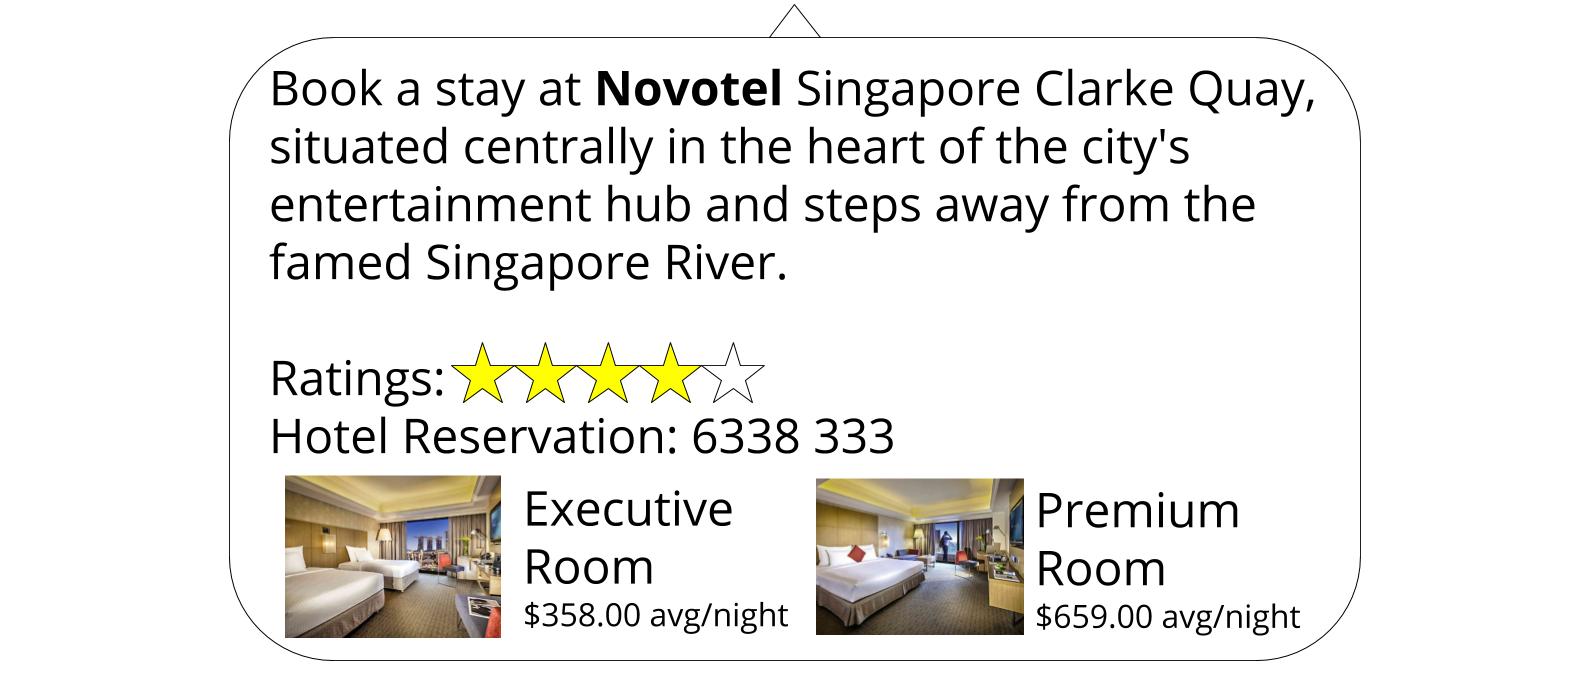 Book a stay at Novotel Singapore Clarke Quay,
situated centrally in the heart of the city's
entertainment hub and steps away from the
famed Singapore River.
Ratings:
Hotel Reservation: 6338 333
Executive
Room
$358.00 avg/night
Premium
Room
$659.00 avg/night